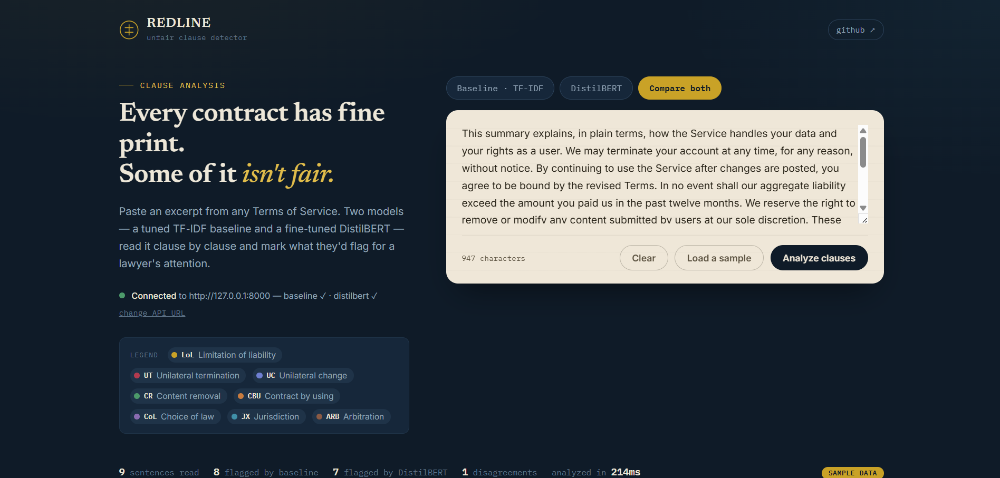 REDLINE
unfair clause detector
github ↗
CLAUSE ANALYSIS
Every contract has fine
print.
Some of it isn't fair.
Paste an excerpt from any Terms of Service. Two models
— a tuned TF-IDF baseline and a fine-tuned DistilBERT —
read it clause by clause and mark what they'd flag for a
lawyer's attention.
Connected to http://127.0.0.1:8000 — baseline ✓ · distilbert ✓
change API URL
LEGEND LoL Limitation of liability
UT Unilateral termination UC Unilateral change
CR Content removal CBU Contract by using
CoL Choice of law JX Jurisdiction ARB Arbitration
Baseline · TF-IDF DistilBERT Compare both
This summary explains, in plain terms, how the Service handles your data and
your rights as a user. We may terminate your account at any time, for any reason,
without notice. By continuing to use the Service after changes are posted, you
agree to be bound by the revised Terms. In no event shall our aggregate liability
exceed the amount you paid us in the past twelve months. We reserve the right to
remove or modify any content submitted by users at our sole discretion. These
947 characters Clear Load a sample Analyze clauses
9 sentences read 8 flagged by baseline 7 flagged by DistilBERT 1 disagreements analyzed in 214ms SAMPLE DATA